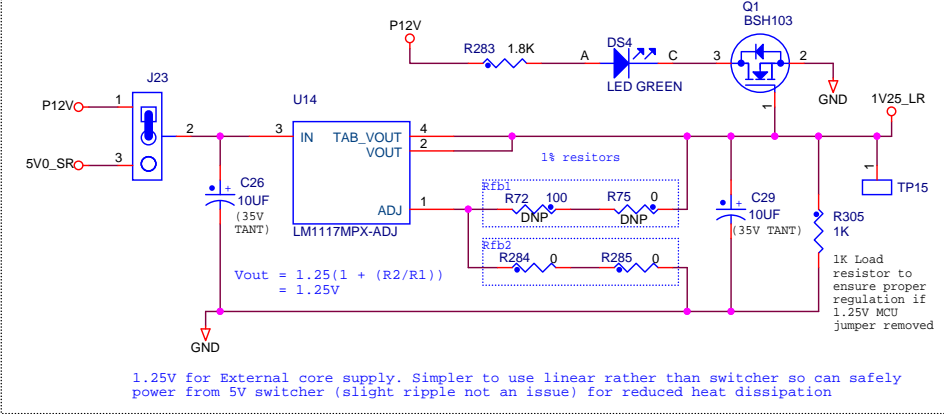 Q1
BSH103
P12V
R283 1.8K
DS4
A
C
3
2
LED GREEN
GND
1
1V25_LR
J23
P12V
1
2
5V0_SR
3
U14
3
IN
TAB_VOUT
4
VOUT
2
ADJ
1
LM1117MPX-ADJ
C26
+
10UF
(35V
TANT)
1% resitors
Rfb1
R72 100
DNP
R75 0
DNP
Rfb2
R284 0
R285 0
C29
+
10UF
(35V TANT)
1
TP15
R305
1K
1K Load
resistor to
ensure proper
regulation if
1.25V MCU
jumper removed
Vout = 1.25(1 + (R2/R1))
= 1.25V
GND
1.25V for External core supply. Simpler to use linear rather than switcher so can safely
power from 5V switcher (slight ripple not an issue) for reduced heat dissipation